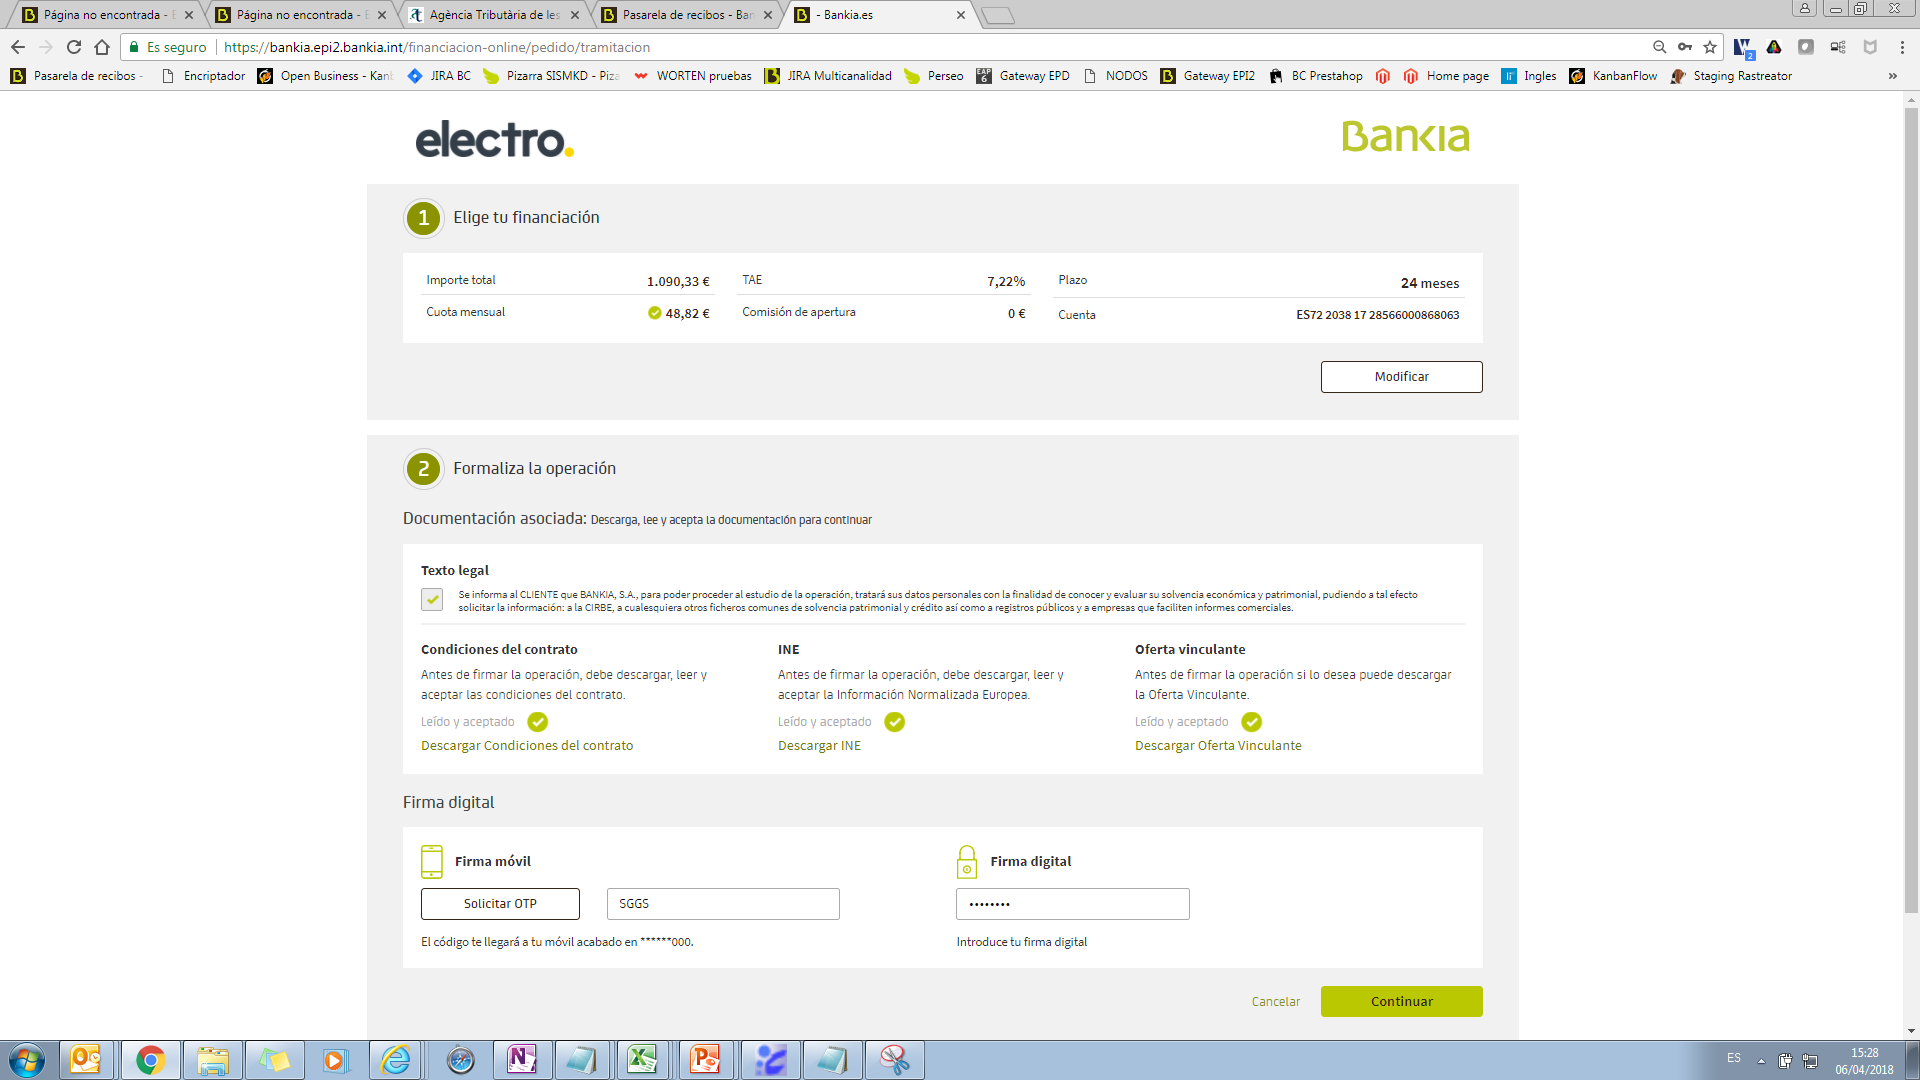 Página no encontrada - 
Página no encontrada - 
Agència Tributària de les
Pasarela de recibos - Ban
- Bankia.es
Es seguro
https://bankia.epi2.bankia.int/financiacion-online/pedido/tramitacion
2
Pasarela de recibos -
Encriptador
Open Business - Kanb
JIRA BC
Pizarra SISMKD - Piza
WORTEN pruebas
JIRA Multicanalidad
Perseo
EAP
6
Gateway EPD
NODOS
Gateway EPI2
BC Prestahop
Home page
Ingles
KanbanFlow
Staging Rastreator
»
electro.
Bankia
1 Elige tu financiación
Importe total 1.090,33 €
TAE 7,22%
Plazo 24 meses
Cuota mensual 48,82 €
Comisión de apertura 0 €
Cuenta ES72 2038 17 28566000868063
Modificar
2 Formaliza la operación
Documentación asociada: Descarga, lee y acepta la documentación para continuar
Texto legal
Se informa al CLIENTE que BANKIA, S.A., para poder proceder al estudio de la operación, tratará sus datos personales con la finalidad de conocer y evaluar su solvencia económica y patrimonial, pudiendo a tal efecto
solicitar la información: a la CIRBE, a cualesquiera otros ficheros comunes de solvencia patrimonial y crédito así como a registros públicos y a empresas que faciliten informes comerciales.
Condiciones del contrato
Antes de firmar la operación, debe descargar, leer y
aceptar las condiciones del contrato.
Leído y aceptado
Descargar Condiciones del contrato
INE
Antes de firmar la operación, debe descargar, leer y
aceptar la Información Normalizada Europea.
Leído y aceptado
Descargar INE
Oferta vinculante
Antes de firmar la operación si lo desea puede descargar
la Oferta Vinculante.
Leído y aceptado
Descargar Oferta Vinculante
Firma digital
Firma móvil
Solicitar OTP
SGGS
El código te llegará a tu móvil acabado en ******000.
Firma digital
••••••••
Introduce tu firma digital
Cancelar
Continuar
ES
15:28
06/04/2018